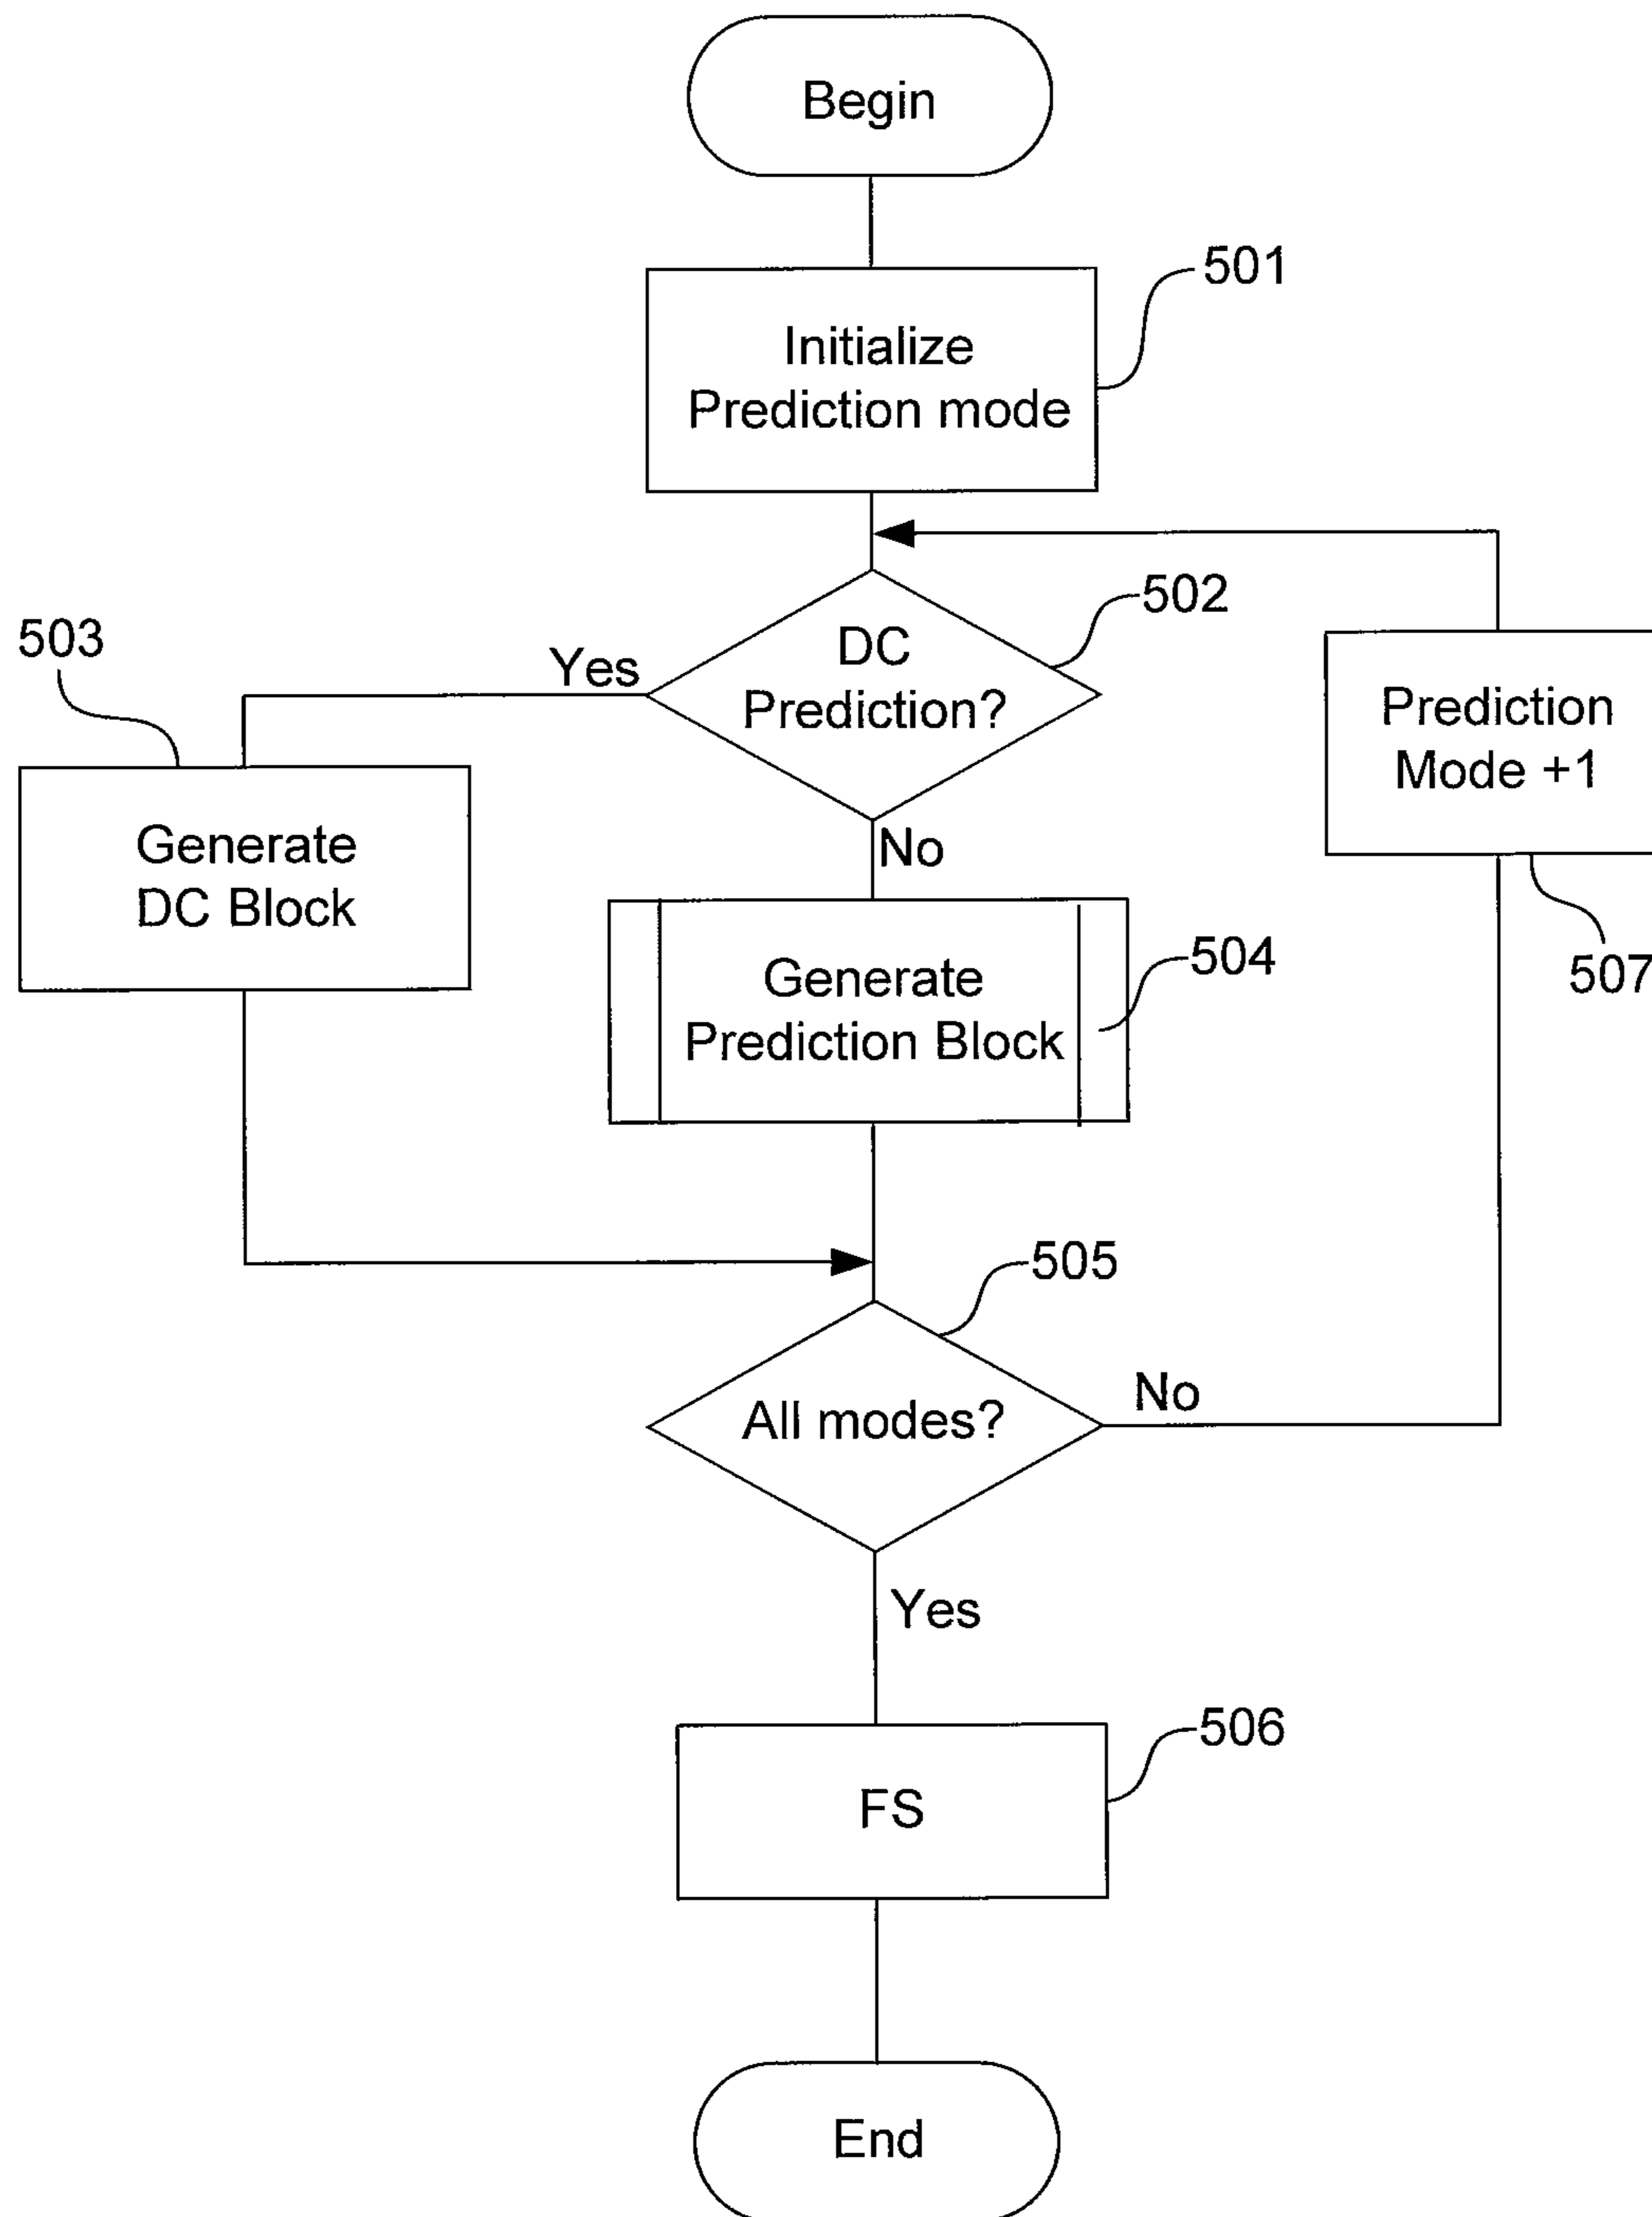 Begin
501
Initialize
Prediction mode
502
503
Yes
DC
Prediction?
Prediction
Mode +1
No
Generate
DC Block
504
Generate
Prediction Block
507
505
No
All modes?
Yes
506
FS
End